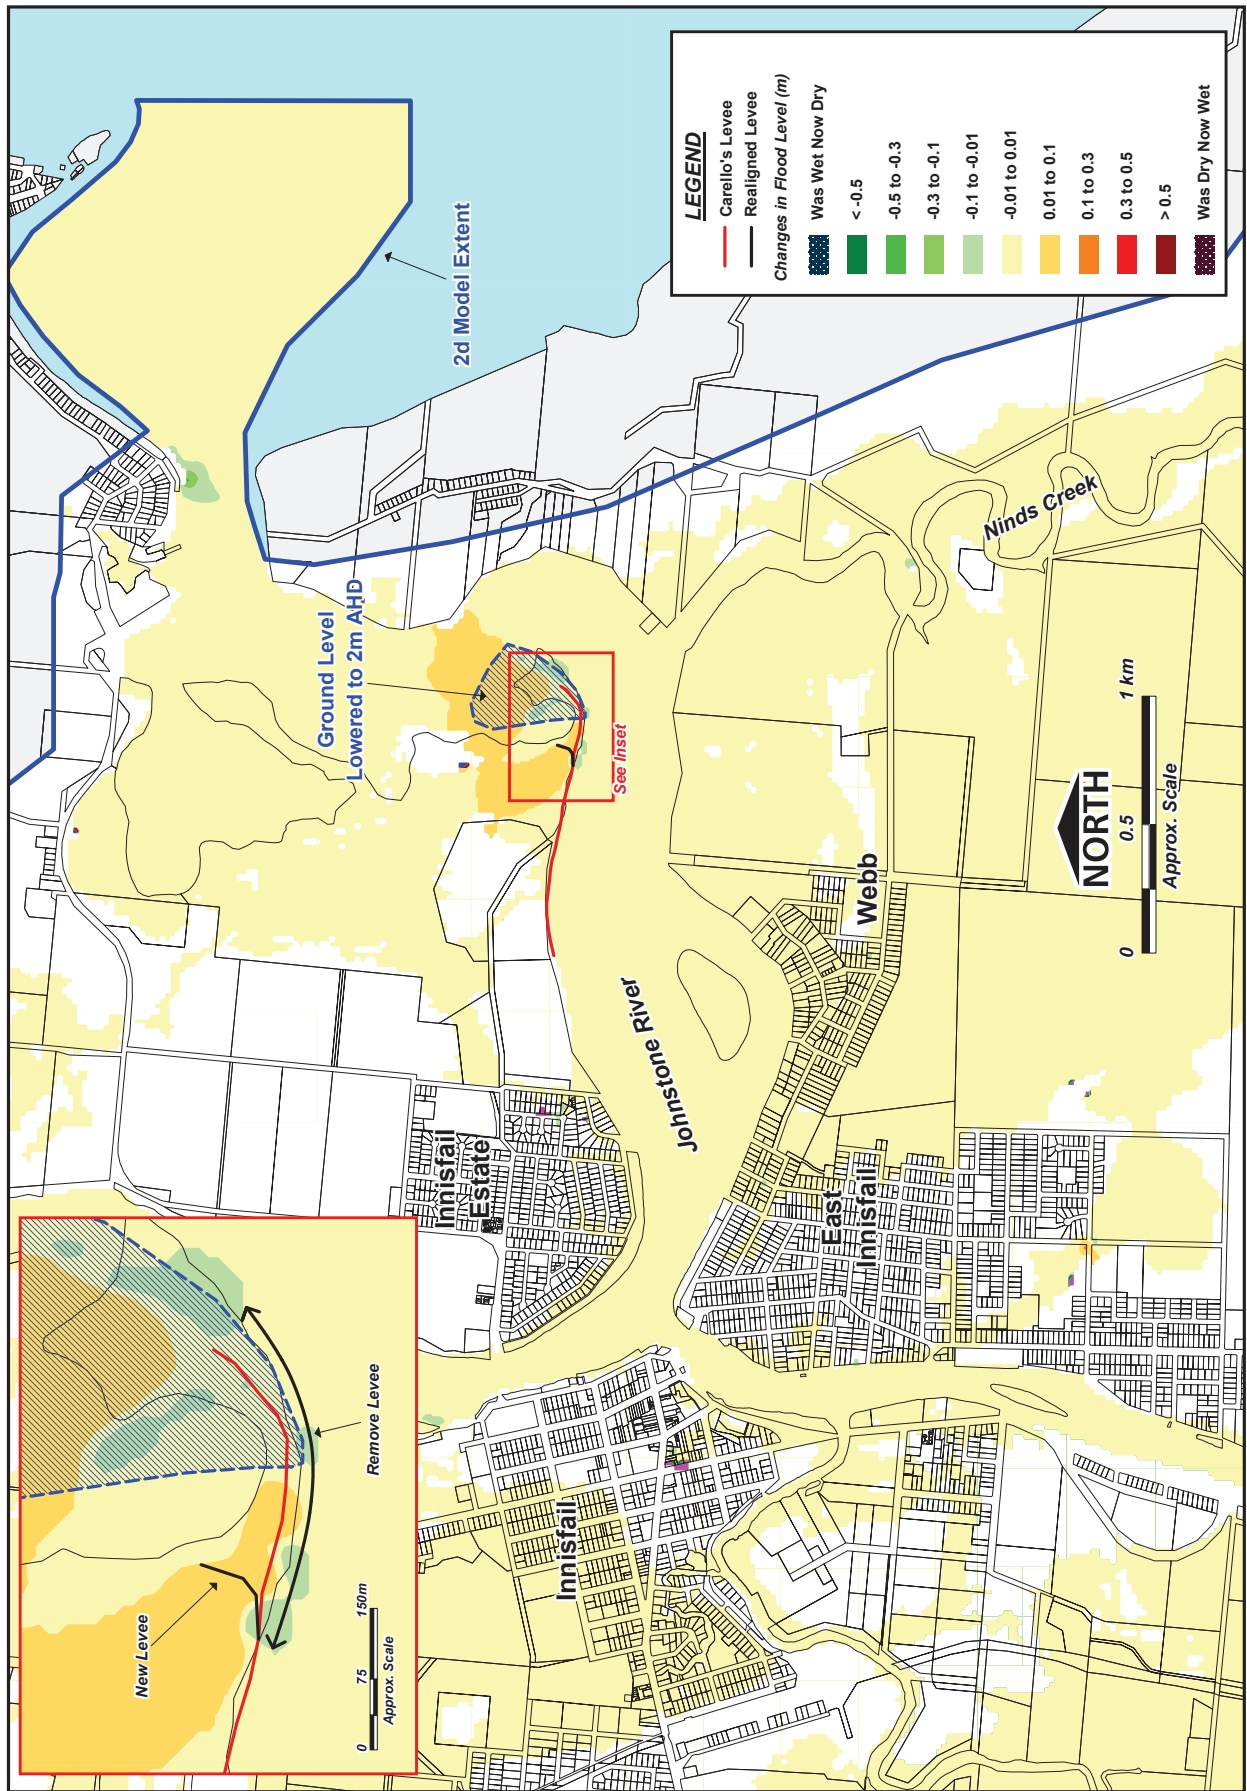 LEGEND
Carello's Levee
Realigned Levee
Changes in Flood Level (m)
Was Wet Now Dry
< -0.5
-0.5 to -0.3
-0.3 to -0.1
-0.1 to -0.01
-0.01 to 0.01
0.01 to 0.1
0.1 to 0.3
0.3 to 0.5
> 0.5
Was Dry Now Wet
2d Model Extent
Ground Level
Lowered to 2m AHD
See Inset
Ninds Creek
Johnstone River
Innisfail
Estate
Webb
East
Innisfail
Innisfail
NORTH
0
0.5
1 km
Approx. Scale
New Levee
Remove Levee
0
75
150m
Approx. Scale